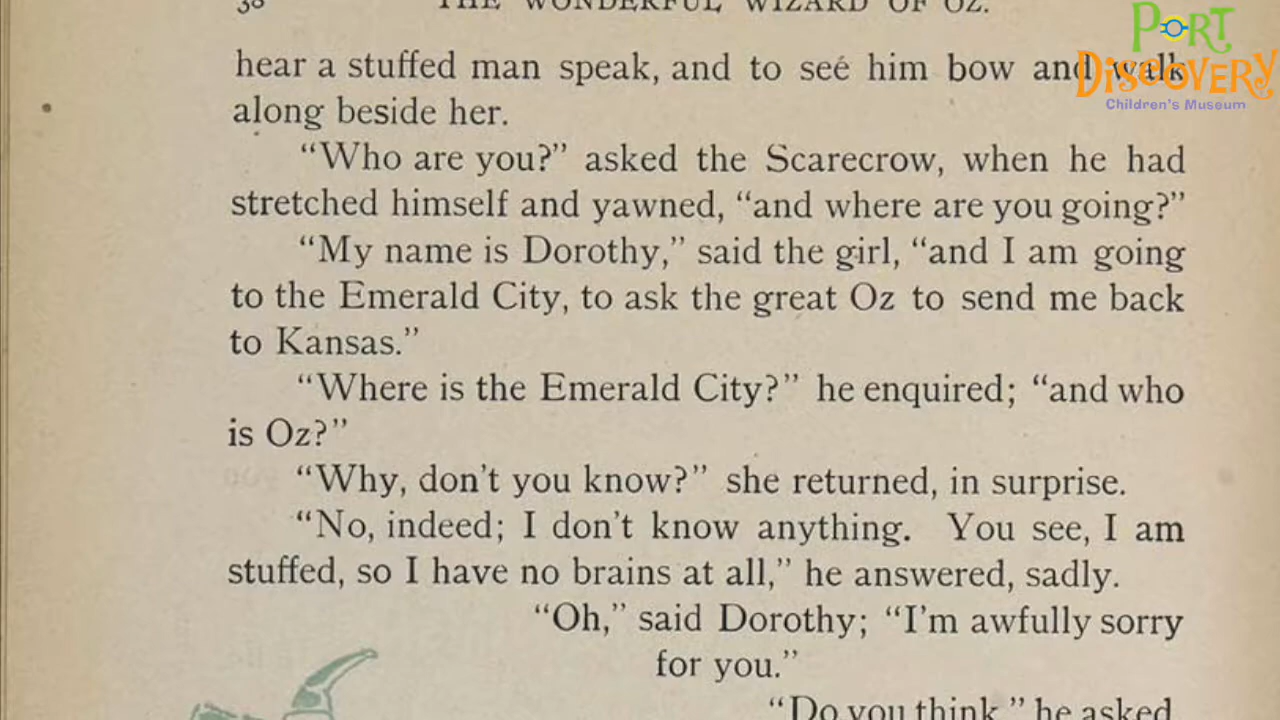 38 THE WONDERFUL WIZARD OF OZ.
PORT
DISCOVERY
Children's Museum
hear a stuffed man speak, and to see him bow and walk
along beside her.
“Who are you?” asked the Scarecrow, when he had
stretched himself and yawned, “and where are you going?”
“My name is Dorothy,” said the girl, “and I am going
to the Emerald City, to ask the great Oz to send me back
to Kansas.”
“Where is the Emerald City?” he enquired; “and who
is Oz?”
“Why, don't you know?” she returned, in surprise.
“No, indeed; I don't know anything. You see, I am
stuffed, so I have no brains at all,” he answered, sadly.
“Oh,” said Dorothy; “I'm awfully sorry
for you.”
“Do you think,” he asked,